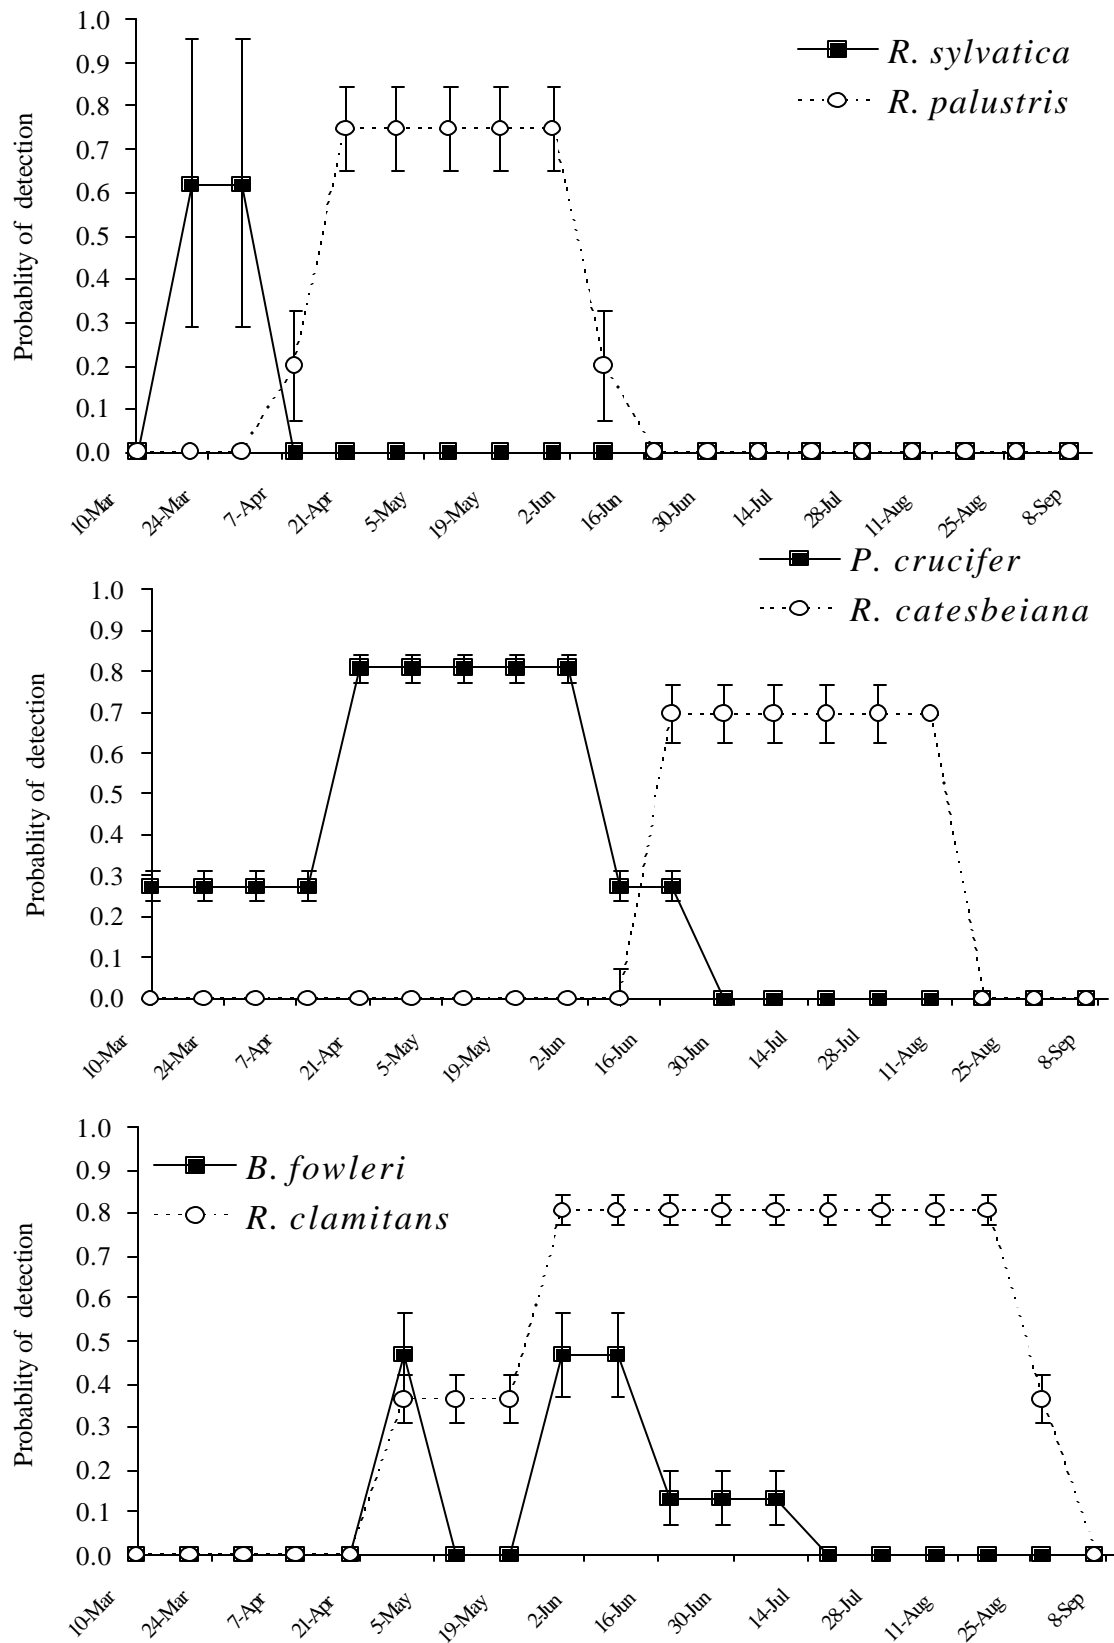 1.0
0.9
0.8
0.7
0.6
0.5
0.4
0.3
0.2
0.1
0.0
Probablity of detection
R. sylvatica
R. palustris
10-Mar 24-Mar 7-Apr 21-Apr 5-May 19-May 2-Jun 16-Jun 30-Jun 14-Jul 28-Jul 11-Aug 25-Aug 8-Sep
P. crucifer
R. catesbeiana
1.0
0.9
0.8
0.7
0.6
0.5
0.4
0.3
0.2
0.1
0.0
Probablity of detection
10-Mar 24-Mar 7-Apr 21-Apr 5-May 19-May 2-Jun 16-Jun 30-Jun 14-Jul 28-Jul 11-Aug 25-Aug 8-Sep
1.0
0.9
0.8
0.7
0.6
0.5
0.4
0.3
0.2
0.1
0.0
Probablity of detection
B. fowleri
R. clamitans
10-Mar 24-Mar 7-Apr 21-Apr 5-May 19-May 2-Jun 16-Jun 30-Jun 14-Jul 28-Jul 11-Aug 25-Aug 8-Sep